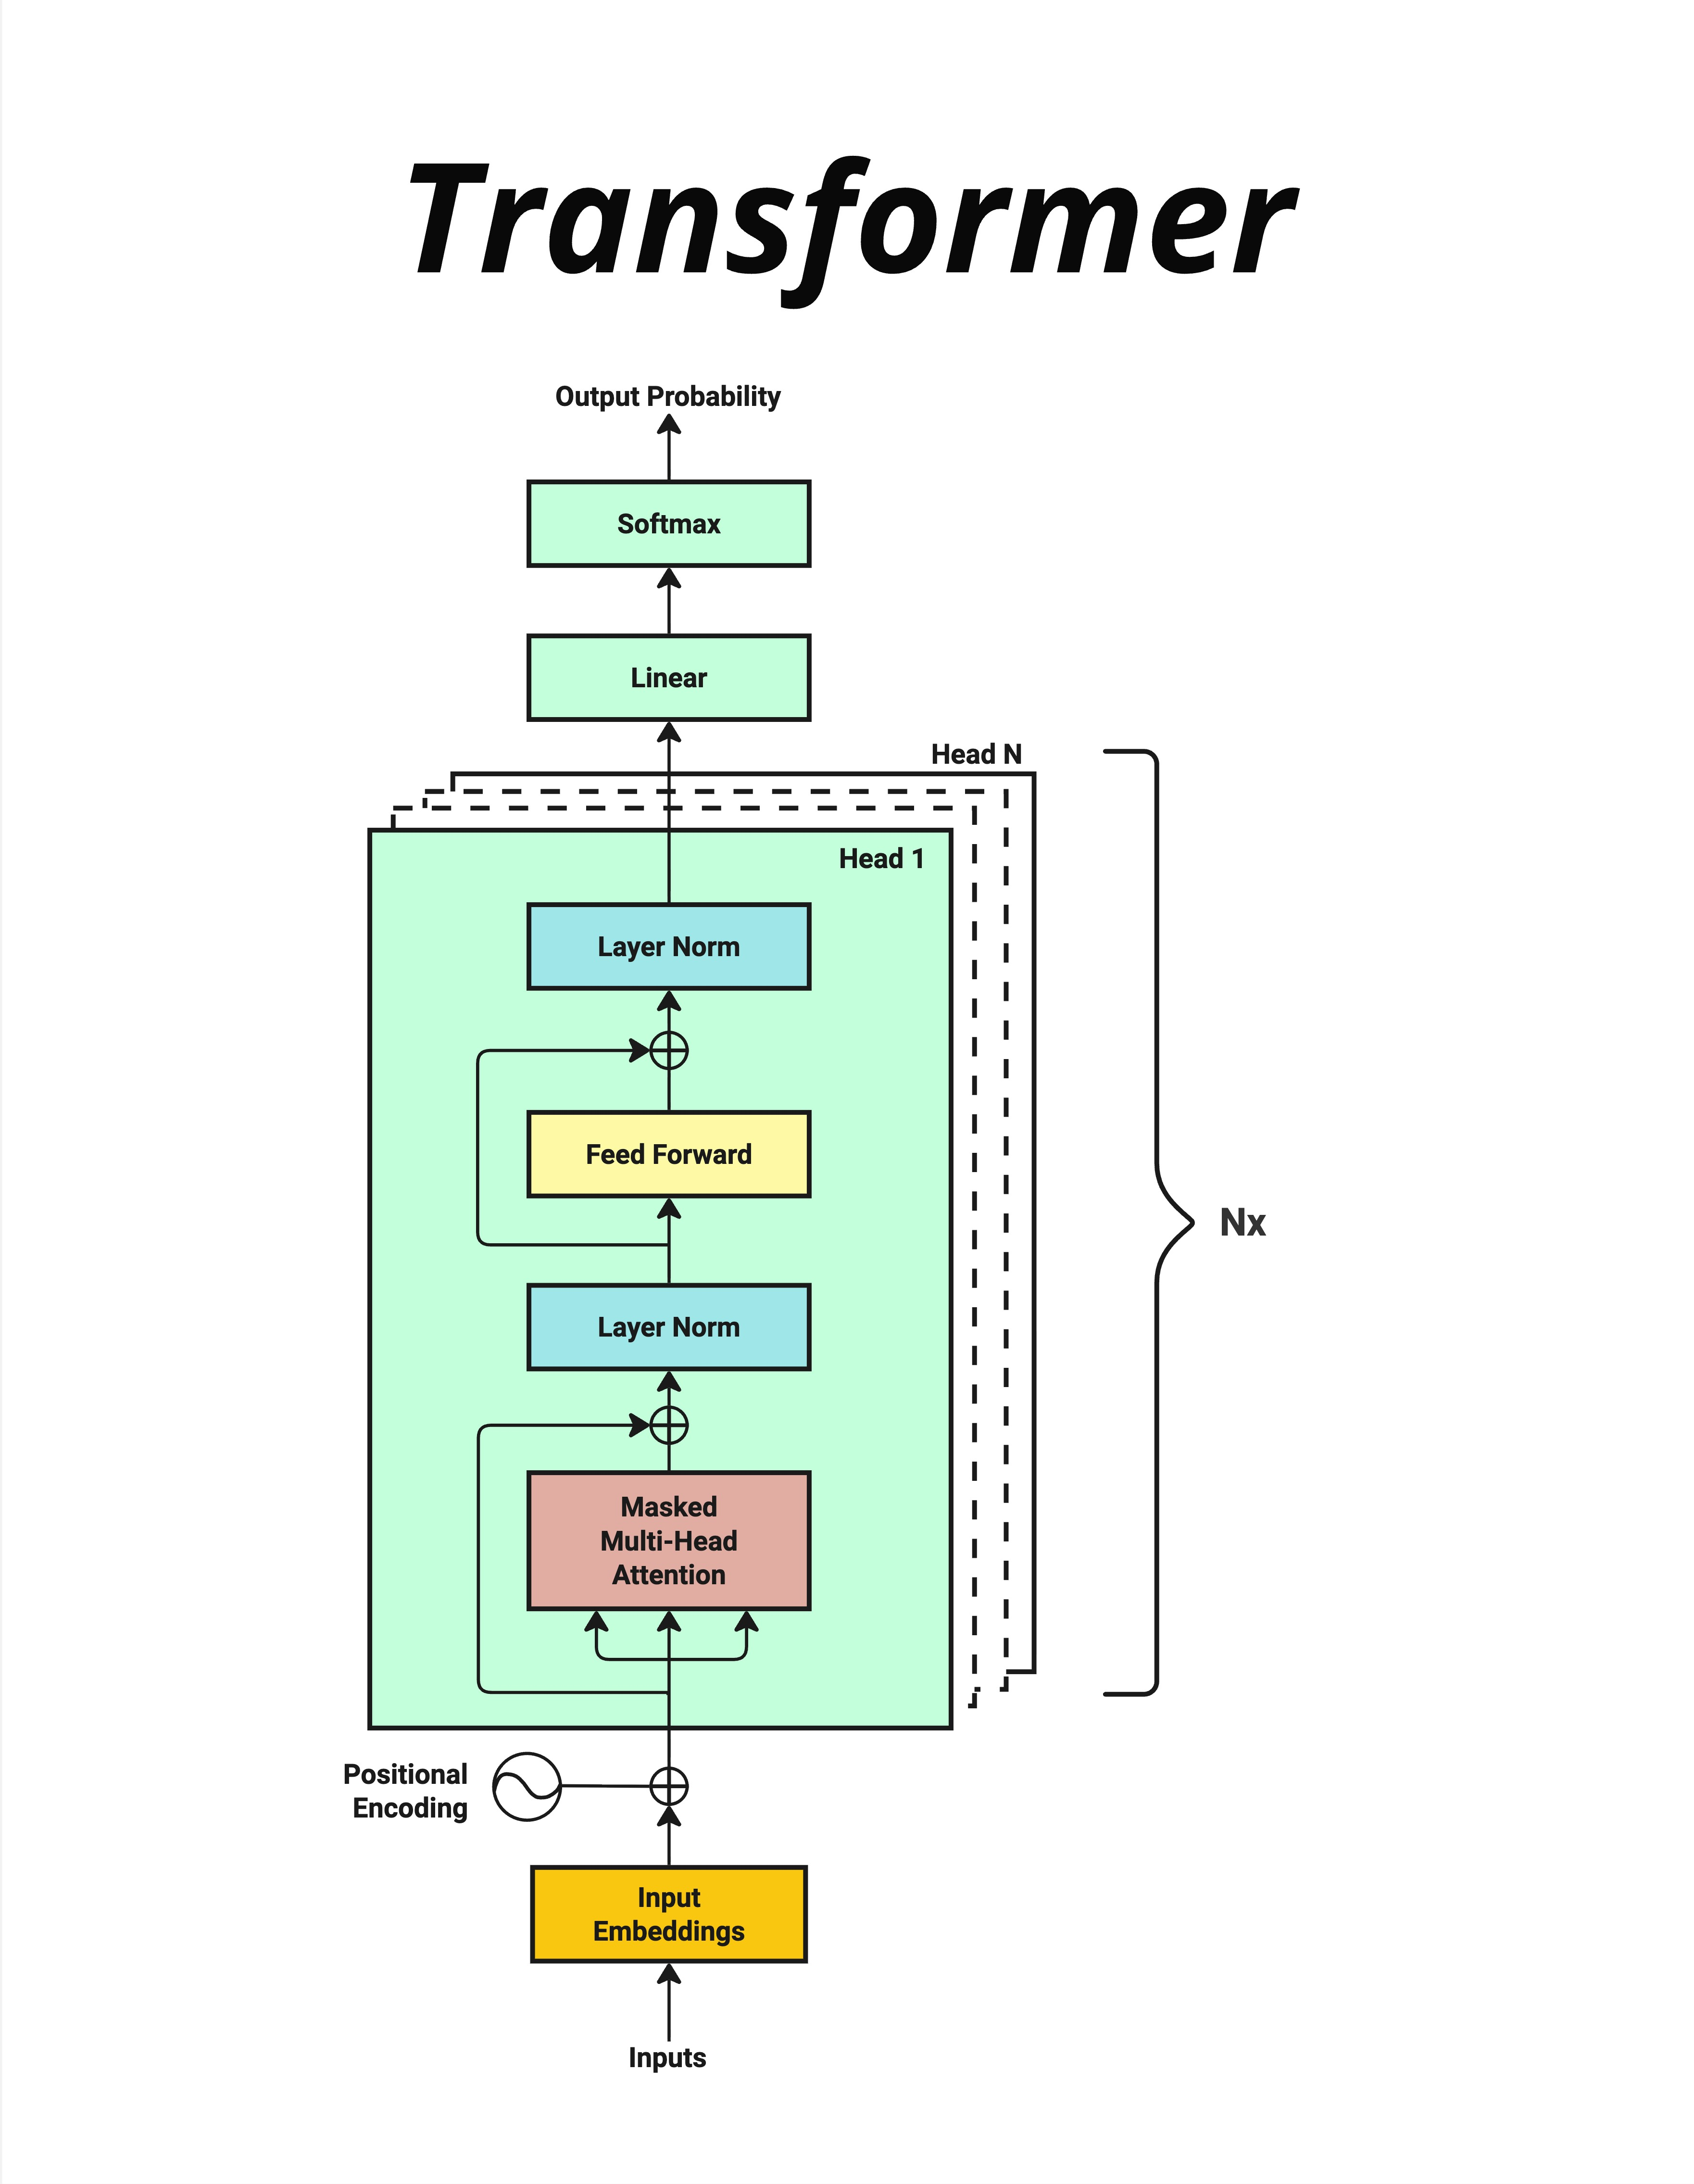 Transformer
Output Probability
Softmax
Linear
Head N
Head 1
Layer Norm
Feed Forward
Nx
Layer Norm
Masked
Multi-Head
Attention
Positional
Encoding
Input
Embeddings
Inputs